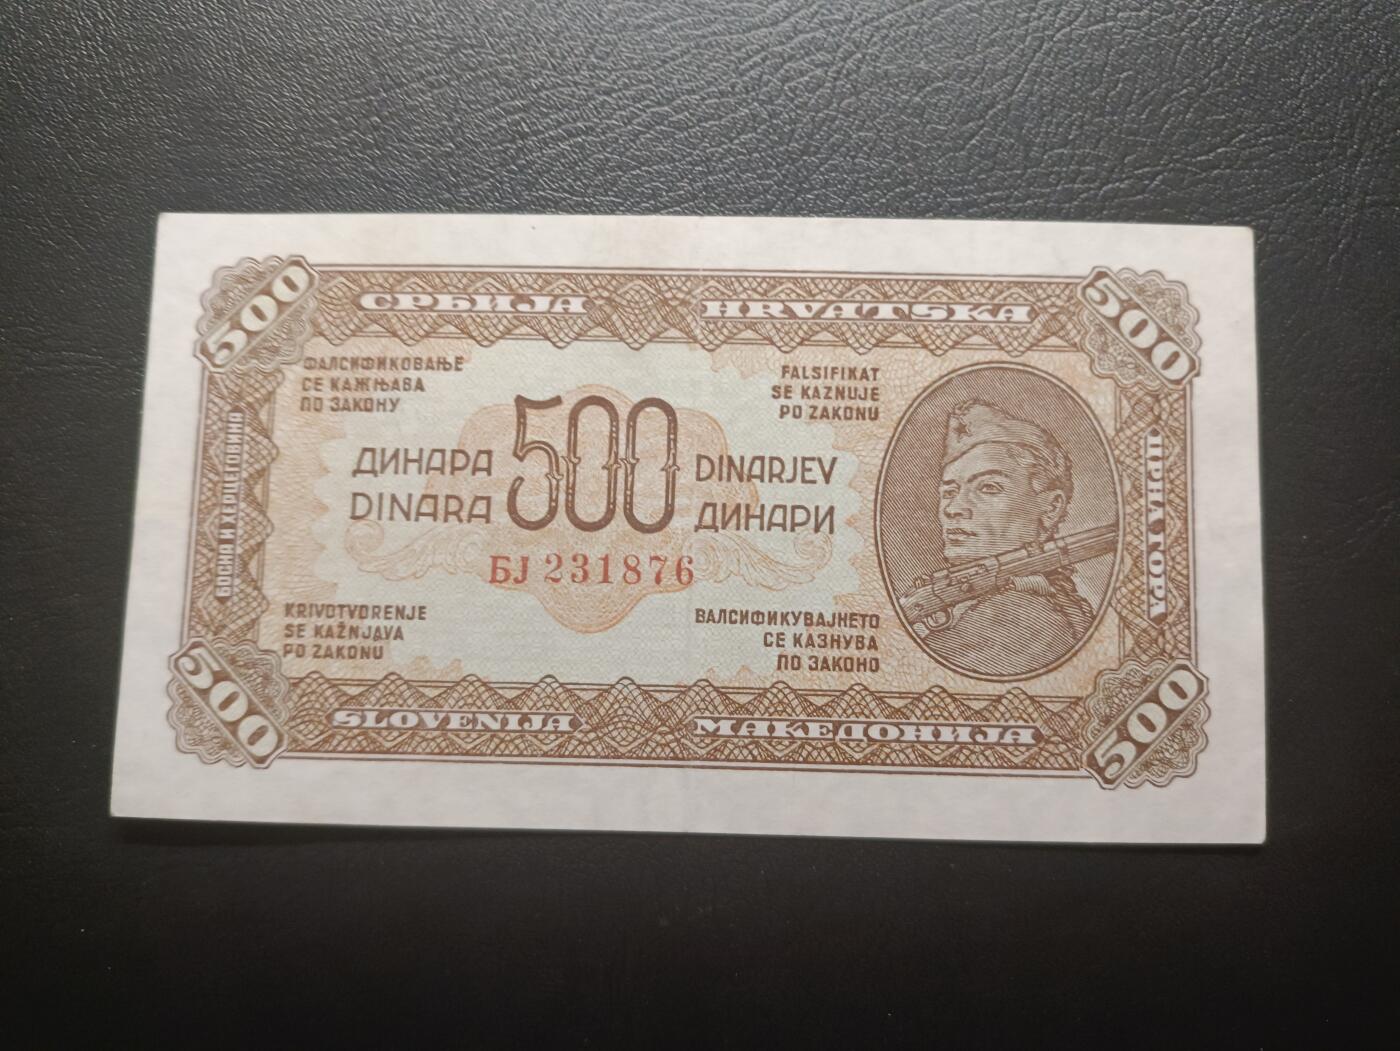 500
СРБИЈА
HRVATSKA
500
ФАЛСИФИКОВАЊЕ
СЕ КАЖЊАВА
ПО ЗАКОНУ
FALSIFIKAT
SE KAZNUJE
PO ZAKONU
БОСНА И ХЕРЦЕГОВИНА
ДИНАРА
DINARA
500
DINARJEV
ДИНАРИ
ЦРНА ГОРА
БЈ 231876
KRIVOTVORENJE
SE KAŽNJAVA
PO ZAKONU
ВАЛСИФИКУВАЈНЕТО
СЕ КАЗНУВА
ПО ЗАКОНО
500
SLOVENIJA
МАКЕДОНИЈА
500